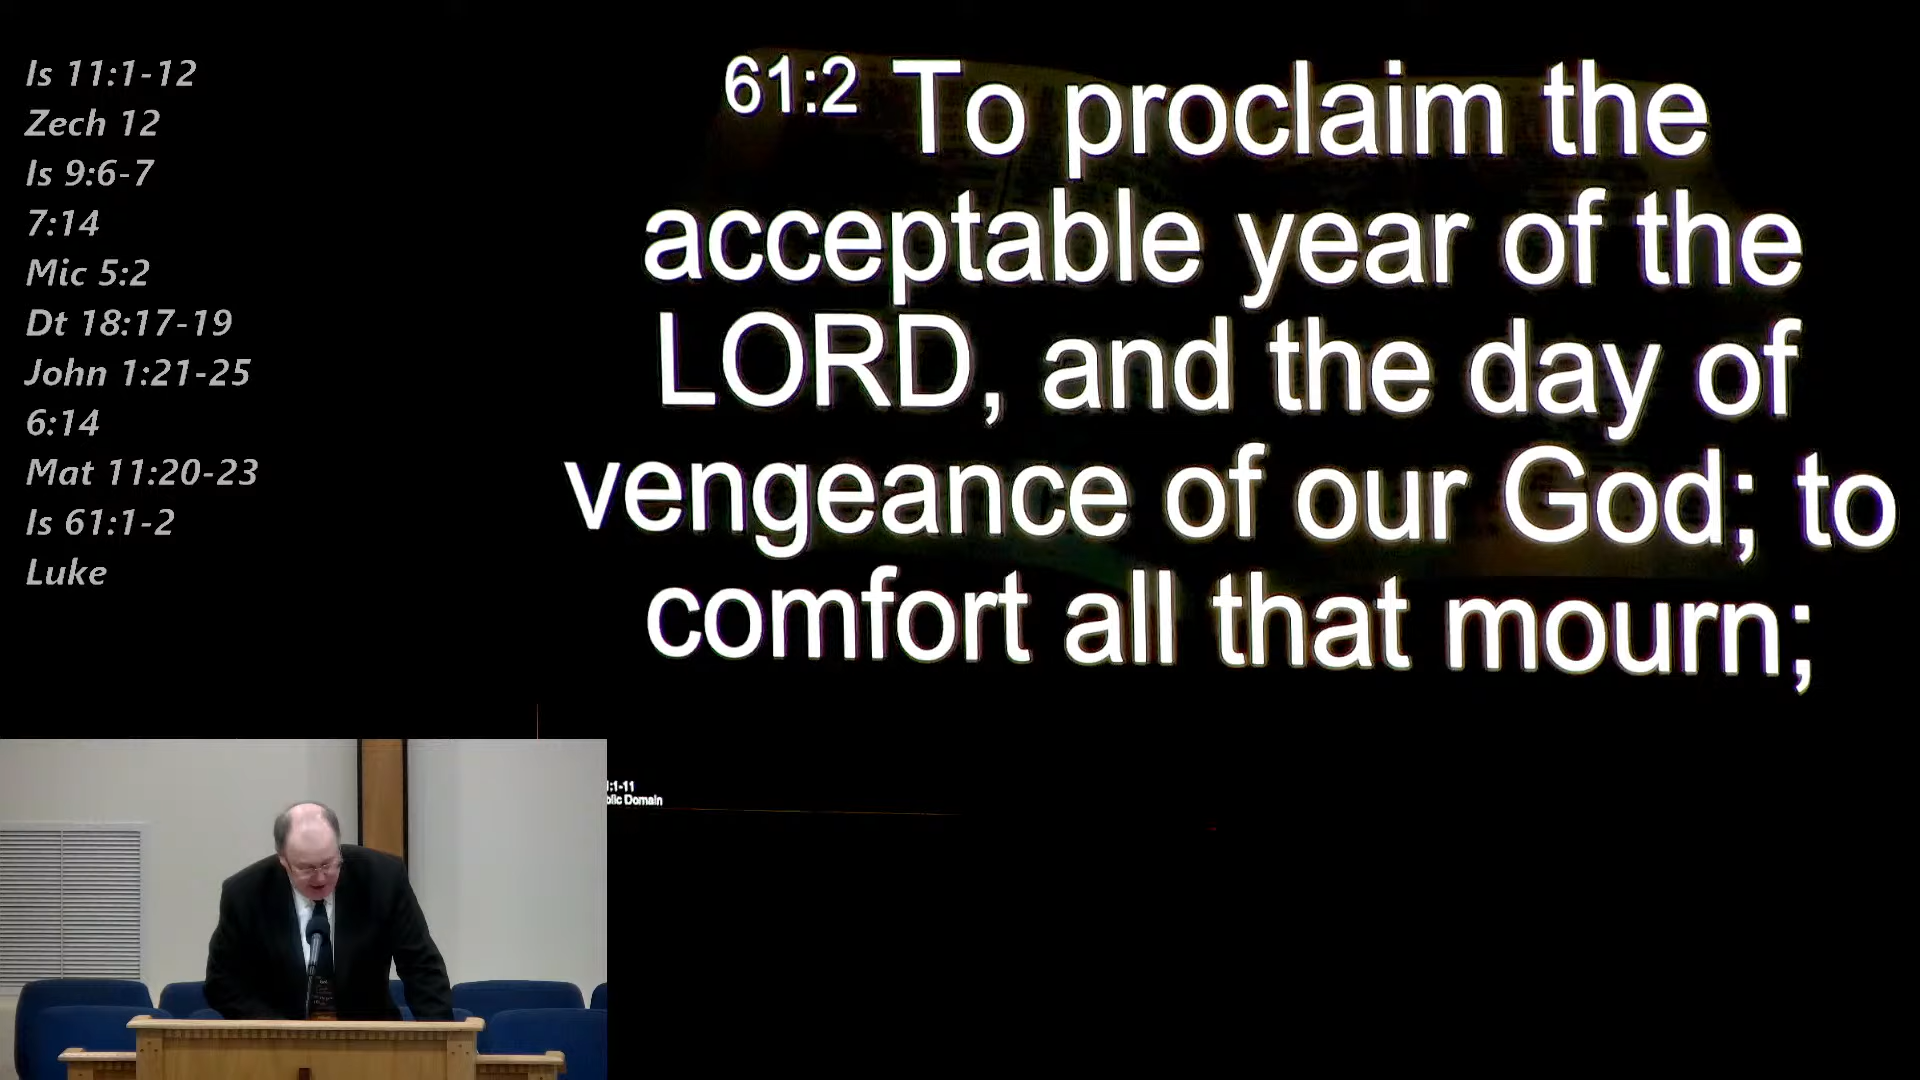 Is 11:1-12
Zech 12
Is 9:6-7
7:14
Mic 5:2
Dt 18:17-19
John 1:21-25
6:14
Mat 11:20-23
Is 61:1-2
Luke
61:2 To proclaim the
acceptable year of the
LORD, and the day of
vengeance of our God; to
comfort all that mourn;
:1-11
Domain